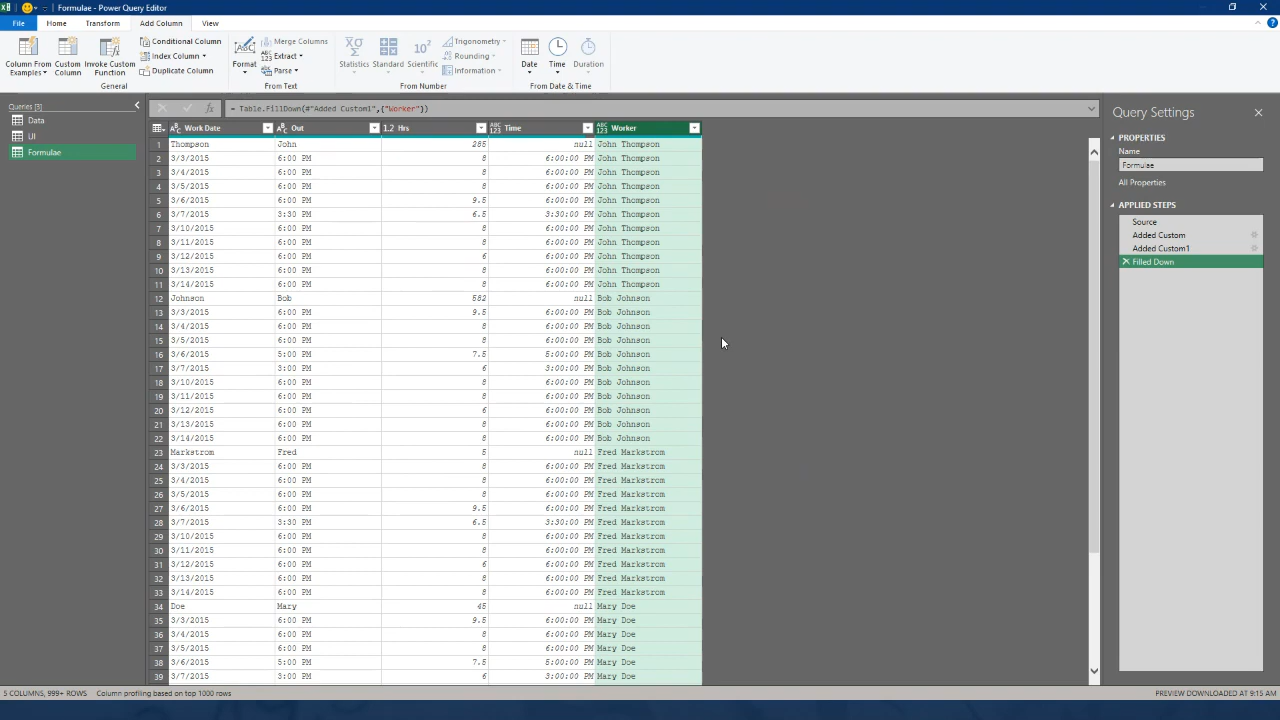 Formulae - Power Query Editor
File Home Transform Add Column View
Column From Examples Custom Column Invoke Custom Function
Conditional Column
Index Column
Duplicate Column
General
Format
Merge Columns
Extract
Parse
From Text
Statistics Standard Scientific
10²
Trigonometry
Rounding
Information
From Number
Date Time Duration
From Date & Time
Queries [3]
Data
UI
Formulae
fx = Table.FillDown(#"Added Custom1",{"Worker"})
Work Date Out 1.2 Hrs ABC 123 Time ABC 123 Worker
1 Thompson John 285 null John Thompson
2 3/3/2015 6:00 PM 8 6:00:00 PM John Thompson
3 3/4/2015 6:00 PM 8 6:00:00 PM John Thompson
4 3/5/2015 6:00 PM 8 6:00:00 PM John Thompson
5 3/6/2015 6:00 PM 9.5 6:00:00 PM John Thompson
6 3/7/2015 3:30 PM 6.5 3:30:00 PM John Thompson
7 3/10/2015 6:00 PM 8 6:00:00 PM John Thompson
8 3/11/2015 6:00 PM 8 6:00:00 PM John Thompson
9 3/12/2015 6:00 PM 6 6:00:00 PM John Thompson
10 3/13/2015 6:00 PM 8 6:00:00 PM John Thompson
11 3/14/2015 6:00 PM 8 6:00:00 PM John Thompson
12 Johnson Bob 582 null Bob Johnson
13 3/3/2015 6:00 PM 9.5 6:00:00 PM Bob Johnson
14 3/4/2015 6:00 PM 8 6:00:00 PM Bob Johnson
15 3/5/2015 6:00 PM 8 6:00:00 PM Bob Johnson
16 3/6/2015 5:00 PM 7.5 5:00:00 PM Bob Johnson
17 3/7/2015 3:00 PM 6 3:00:00 PM Bob Johnson
18 3/10/2015 6:00 PM 8 6:00:00 PM Bob Johnson
19 3/11/2015 6:00 PM 8 6:00:00 PM Bob Johnson
20 3/12/2015 6:00 PM 6 6:00:00 PM Bob Johnson
21 3/13/2015 6:00 PM 8 6:00:00 PM Bob Johnson
22 3/14/2015 6:00 PM 8 6:00:00 PM Bob Johnson
23 Markstrom Fred 5 null Fred Markstrom
24 3/3/2015 6:00 PM 8 6:00:00 PM Fred Markstrom
25 3/4/2015 6:00 PM 8 6:00:00 PM Fred Markstrom
26 3/5/2015 6:00 PM 8 6:00:00 PM Fred Markstrom
27 3/6/2015 6:00 PM 9.5 6:00:00 PM Fred Markstrom
28 3/7/2015 3:30 PM 6.5 3:30:00 PM Fred Markstrom
29 3/10/2015 6:00 PM 8 6:00:00 PM Fred Markstrom
30 3/11/2015 6:00 PM 8 6:00:00 PM Fred Markstrom
31 3/12/2015 6:00 PM 6 6:00:00 PM Fred Markstrom
32 3/13/2015 6:00 PM 8 6:00:00 PM Fred Markstrom
33 3/14/2015 6:00 PM 8 6:00:00 PM Fred Markstrom
34 Doe Mary 45 null Mary Doe
35 3/3/2015 6:00 PM 9.5 6:00:00 PM Mary Doe
36 3/4/2015 6:00 PM 8 6:00:00 PM Mary Doe
37 3/5/2015 6:00 PM 8 6:00:00 PM Mary Doe
38 3/6/2015 5:00 PM 7.5 5:00:00 PM Mary Doe
39 3/7/2015 3:00 PM 6 3:00:00 PM Mary Doe
Query Settings
PROPERTIES
Name
Formulae
All Properties
APPLIED STEPS
Source
Added Custom
Added Custom1
Filled Down
5 COLUMNS, 999+ ROWS Column profiling based on top 1000 rows
PREVIEW DOWNLOADED AT 9:15 AM